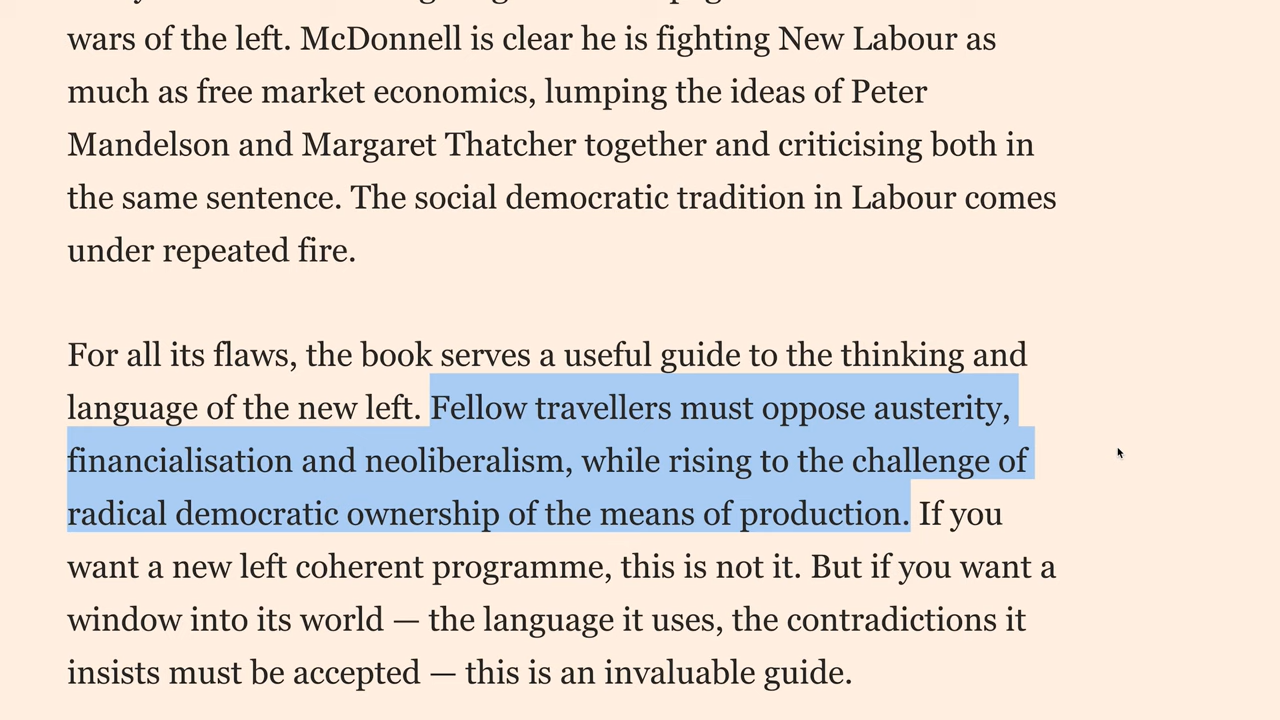 wars of the left. McDonnell is clear he is fighting New Labour as
much as free market economics, lumping the ideas of Peter
Mandelson and Margaret Thatcher together and criticising both in
the same sentence. The social democratic tradition in Labour comes
under repeated fire.
For all its flaws, the book serves a useful guide to the thinking and
language of the new left. Fellow travellers must oppose austerity,
financialisation and neoliberalism, while rising to the challenge of
radical democratic ownership of the means of production. If you
want a new left coherent programme, this is not it. But if you want a
window into its world — the language it uses, the contradictions it
insists must be accepted — this is an invaluable guide.